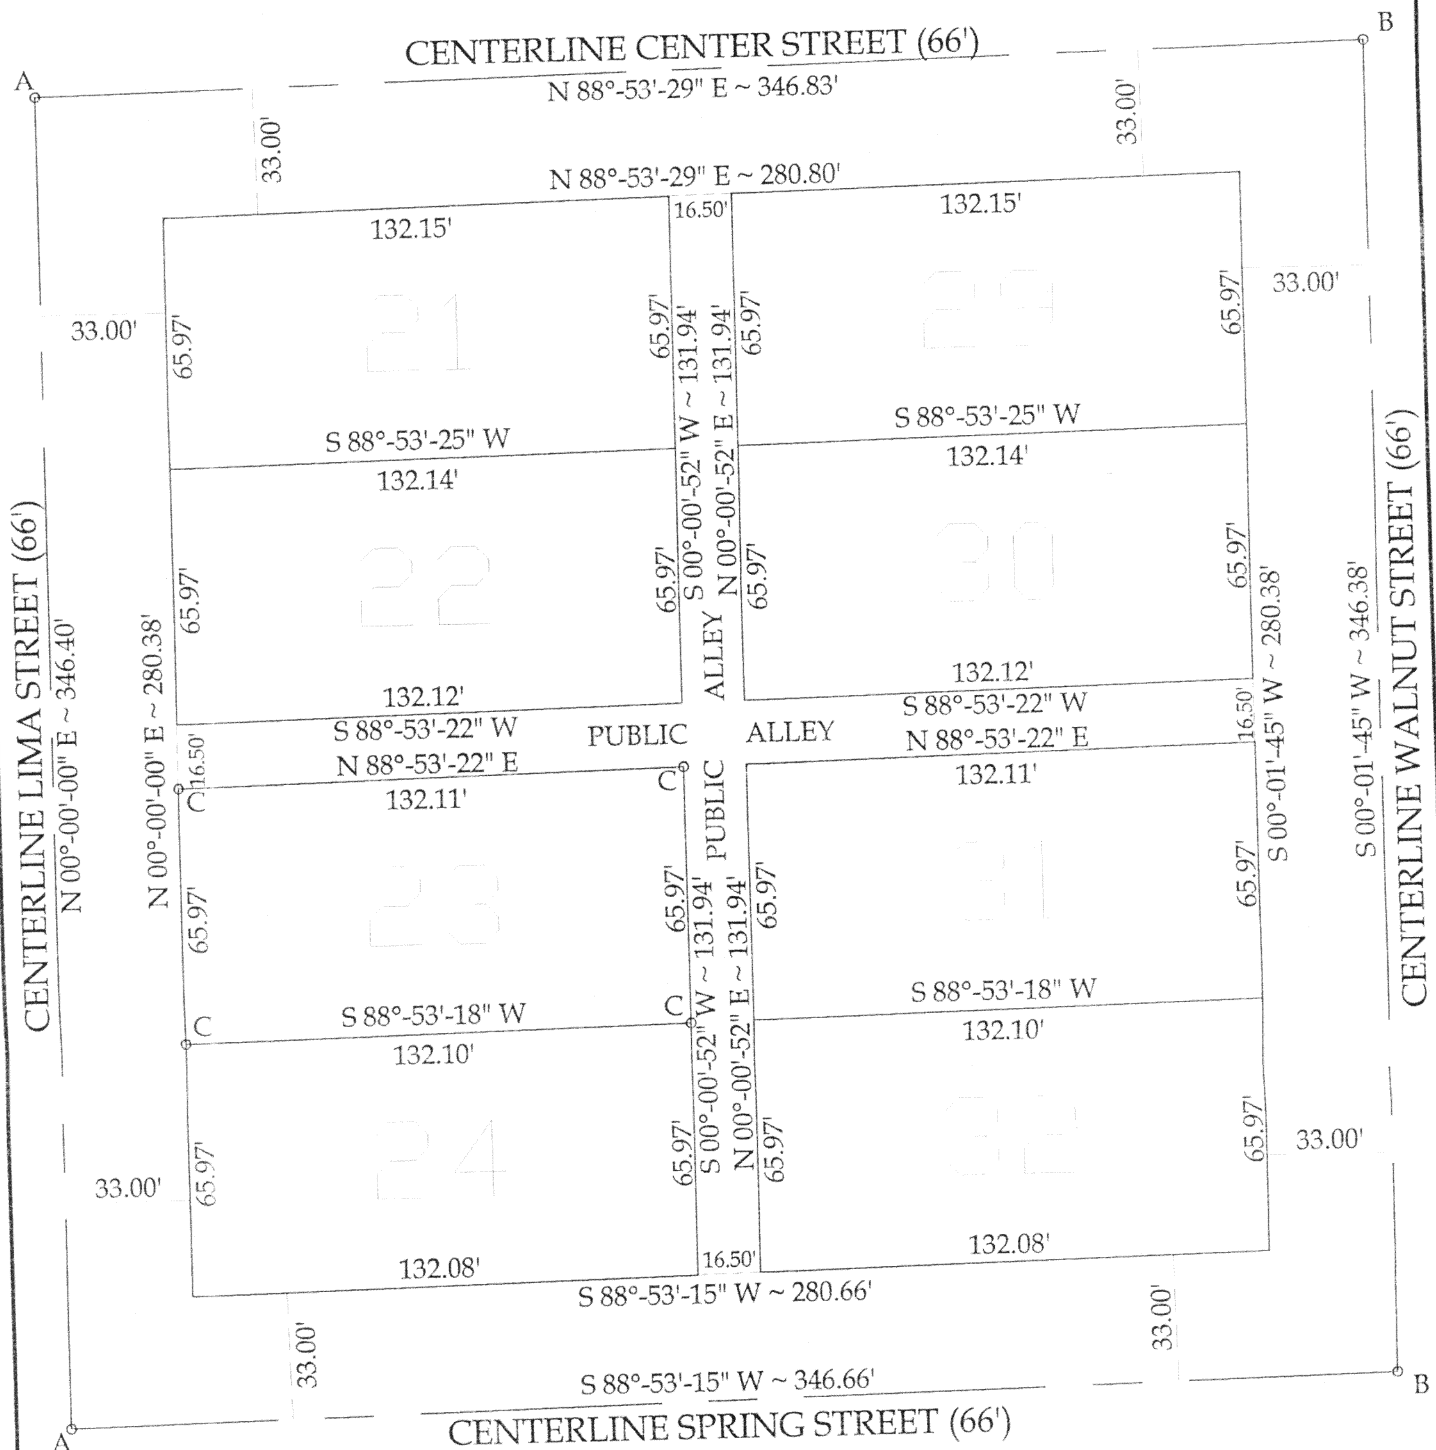 B
CENTERLINE CENTER STREET (66')
A
N 88°-53'-29" E ~ 346.83'
33.00'
33.00'
N 88°-53'-29" E ~ 280.80'
132.15'
16.50'
132.15'
21
29
33.00'
65.97'
65.97'
S 00°-00'-52" W ~ 131.94'
N 00°-00'-52" E ~ 131.94'
65.97'
65.97'
33.00'
S 88°-53'-25" W
S 88°-53'-25" W
132.14'
132.14'
22
30
65.97'
65.97'
65.97'
65.97'
CENTERLINE LIMA STREET (66')
N 00°-00'-00" E ~ 346.40'
N 00°-00'-00" E ~ 280.38'
S 00°-01'-45" W ~ 280.38'
S 00°-01'-45" W ~ 346.38'
CENTERLINE WALNUT STREET (66')
132.12'
ALLEY
132.12'
S 88°-53'-22" W
PUBLIC
ALLEY
S 88°-53'-22" W
16.50'
16.50'
N 88°-53'-22" E
N 88°-53'-22" E
C
132.11'
C
PUBLIC
132.11'
23
31
65.97'
65.97'
65.97'
65.97'
S 00°-00'-52" W ~ 131.94'
N 00°-00'-52" E ~ 131.94'
S 88°-53'-18" W
S 88°-53'-18" W
C
C
132.10'
132.10'
24
32
33.00'
65.97'
65.97'
65.97'
65.97'
33.00'
132.08'
16.50'
132.08'
S 88°-53'-15" W ~ 280.66'
33.00'
33.00'
S 88°-53'-15" W ~ 346.66'
B
CENTERLINE SPRING STREET (66')
A